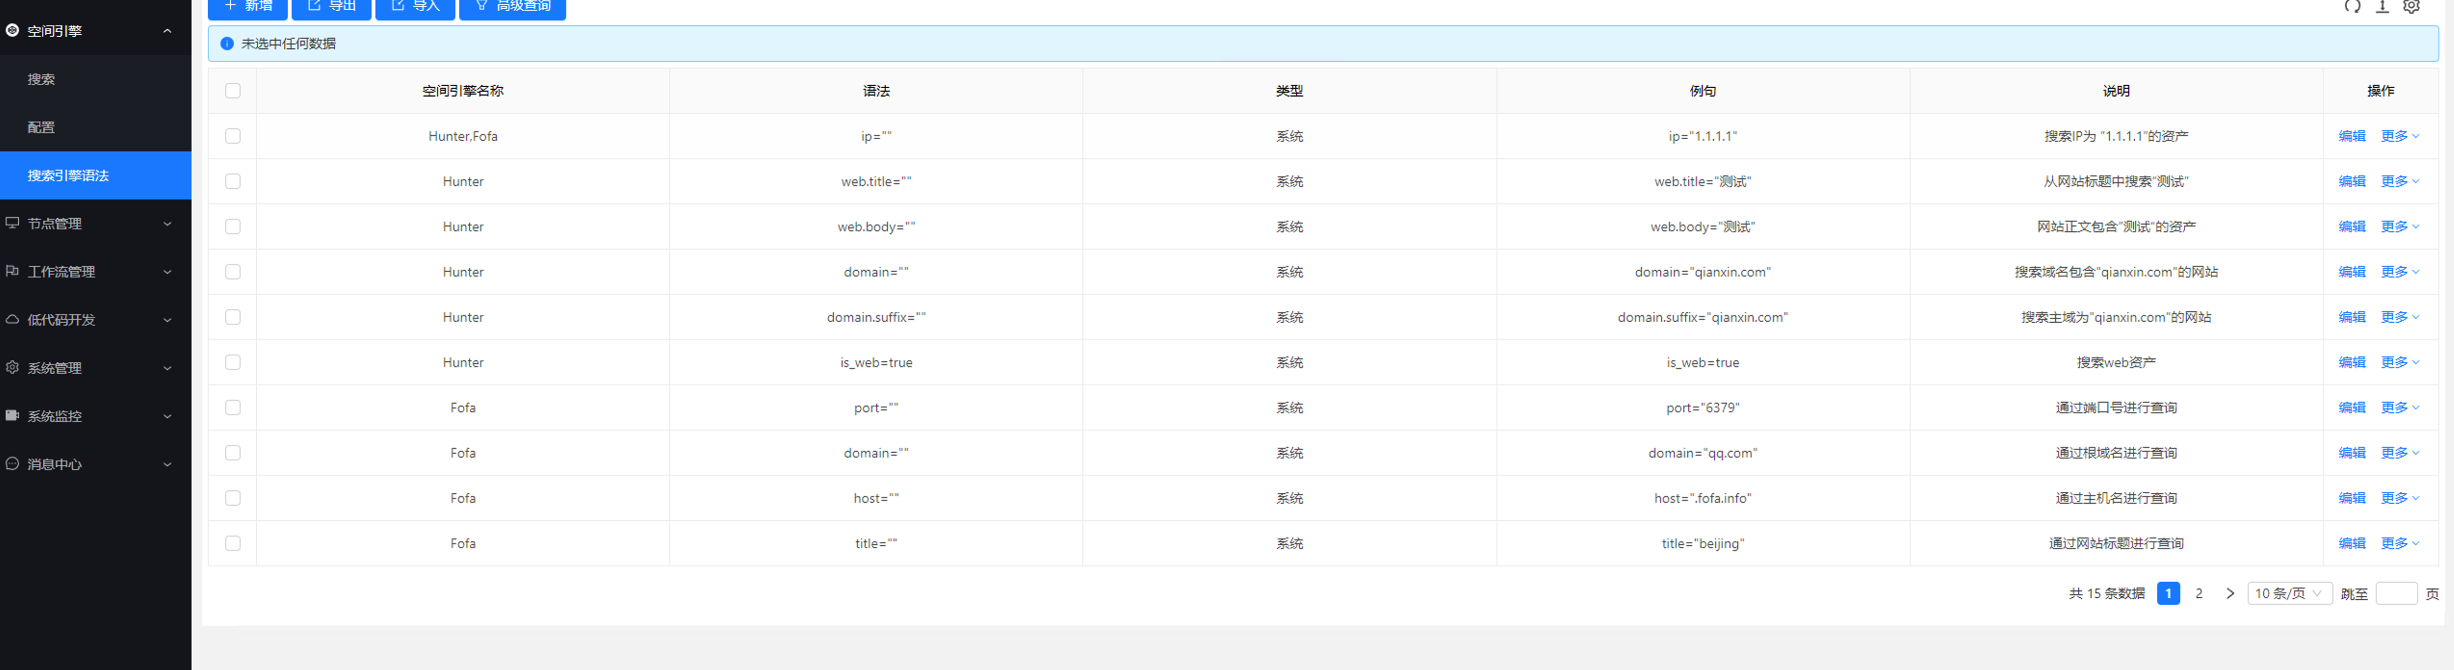 新增 导出 导入 高级查询
空间引擎
未选中任何数据
搜索
配置
搜索引擎语法
节点管理
工作流管理
低代码开发
系统管理
系统监控
消息中心
空间引擎名称 语法 类型 例句 说明 操作
Hunter,Fofa ip="" 系统 ip="1.1.1.1" 搜索IP为 "1.1.1.1"的资产 编辑 更多
Hunter web.title="" 系统 web.title="测试" 从网站标题中搜索"测试" 编辑 更多
Hunter web.body="" 系统 web.body="测试" 网站正文包含"测试"的资产 编辑 更多
Hunter domain="" 系统 domain="qianxin.com" 搜索域名包含"qianxin.com"的网站 编辑 更多
Hunter domain.suffix="" 系统 domain.suffix="qianxin.com" 搜索主域为"qianxin.com"的网站 编辑 更多
Hunter is_web=true 系统 is_web=true 搜索web资产 编辑 更多
Fofa port="" 系统 port="6379" 通过端口号进行查询 编辑 更多
Fofa domain="" 系统 domain="qq.com" 通过根域名进行查询 编辑 更多
Fofa host="" 系统 host=".fofa.info" 通过主机名进行查询 编辑 更多
Fofa title="" 系统 title="beijing" 通过网站标题进行查询 编辑 更多
共 15 条数据 1 2 10 条/页 跳至 页